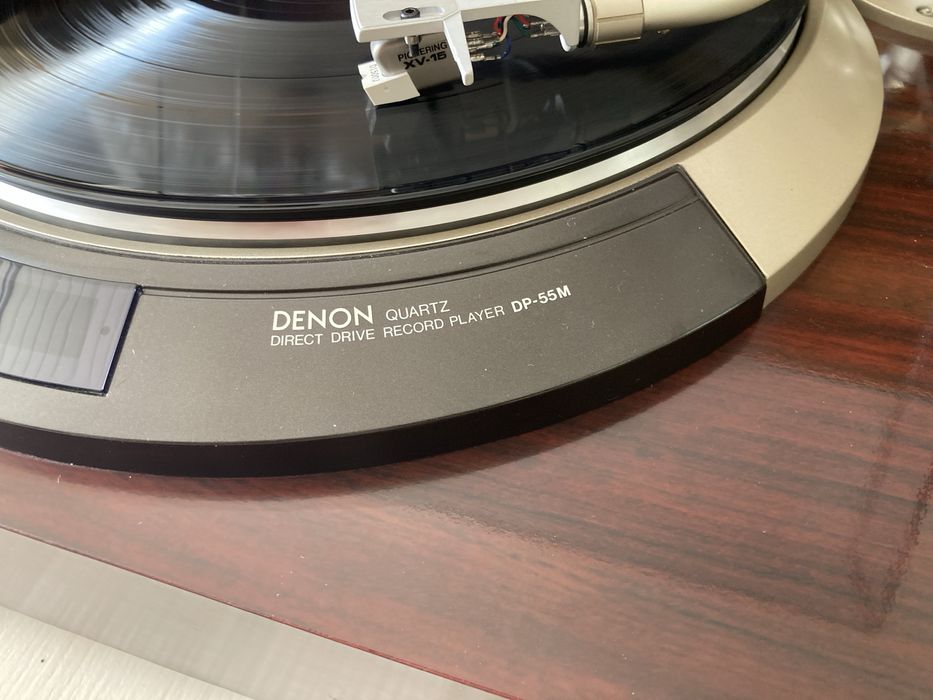 PICKERING
XV-15
DENON QUARTZ
DIRECT DRIVE RECORD PLAYER DP-55M